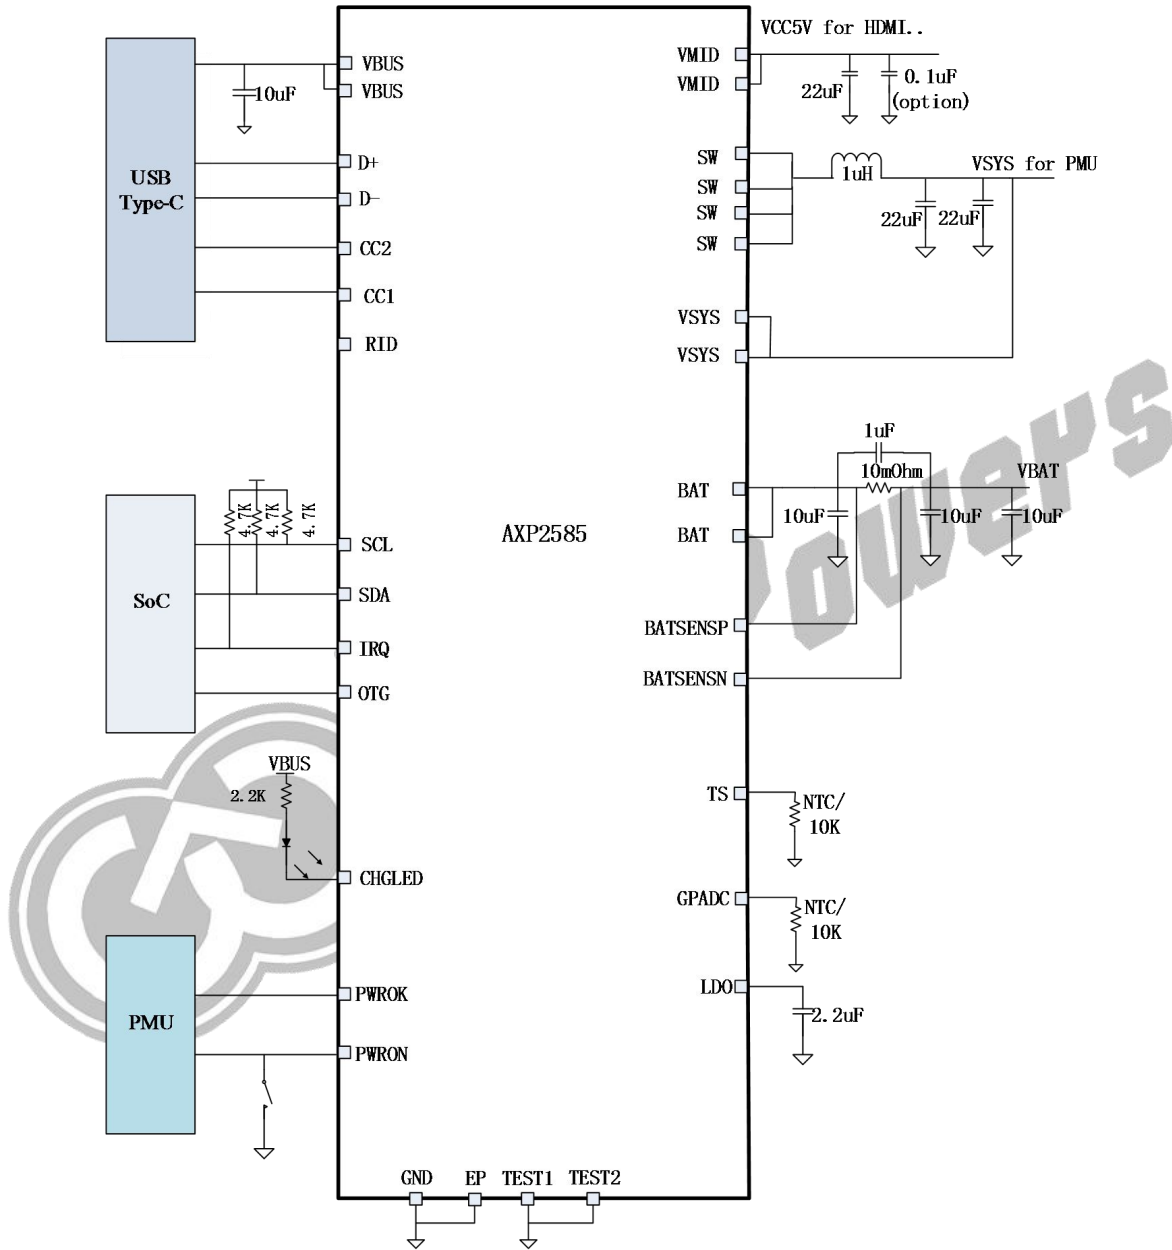 VCC5V for HDMI..
VBUS
VBUS
10uF
VMID
VMID
22uF
0.1uF
(option)
USB
Type-C
D+
D-
CC2
CC1
RID
SW
SW
SW
SW
1uH
VSYS for PMU
22uF
22uF
VSYS
VSYS
1uF
10mOhm
VBAT
BAT
BAT
10uF
10uF
10uF
AXP2585
4.7K
4.7K
4.7K
SoC
SCL
SDA
IRQ
OTG
BATSENSP
BATSENSN
Powers
VBUS
2.2K
CHGLED
TS
NTC/
10K
GPADC
NTC/
10K
LDO
2.2uF
PMU
PWROK
PWRON
GND
EP
TEST1
TEST2